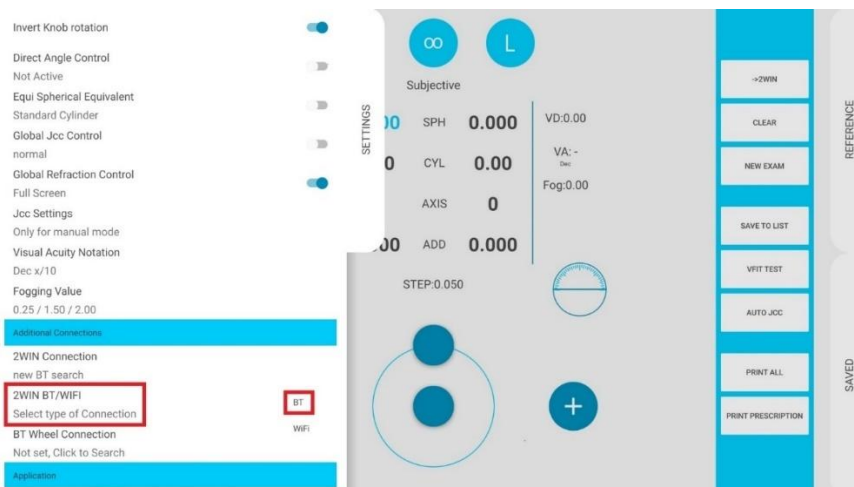 Invert Knob rotation
Direct Angle Control
Not Active
Equi Spherical Equivalent
Standard Cylinder
Global Jcc Control
normal
Global Refraction Control
Full Screen
Jcc Settings
Only for manual mode
Visual Acuity Notation
Dec x/10
Fogging Value
0.25 / 1.50 / 2.00
Additional Connections
2WIN Connection
new BT search
2WIN BT/WIFI
Select type of Connection
BT
WiFi
BT Wheel Connection
Not set, Click to Search
Application
SETTINGS
∞
L
Subjective
00 SPH 0.000
0 CYL 0.00
AXIS 0
00 ADD 0.000
STEP:0.050
VD:0.00
VA: -
Dec
Fog:0.00
+
->2WIN
CLEAR
NEW EXAM
SAVE TO LIST
VFIT TEST
AUTO JCC
PRINT ALL
PRINT PRESCRIPTION
REFERENCE
SAVED